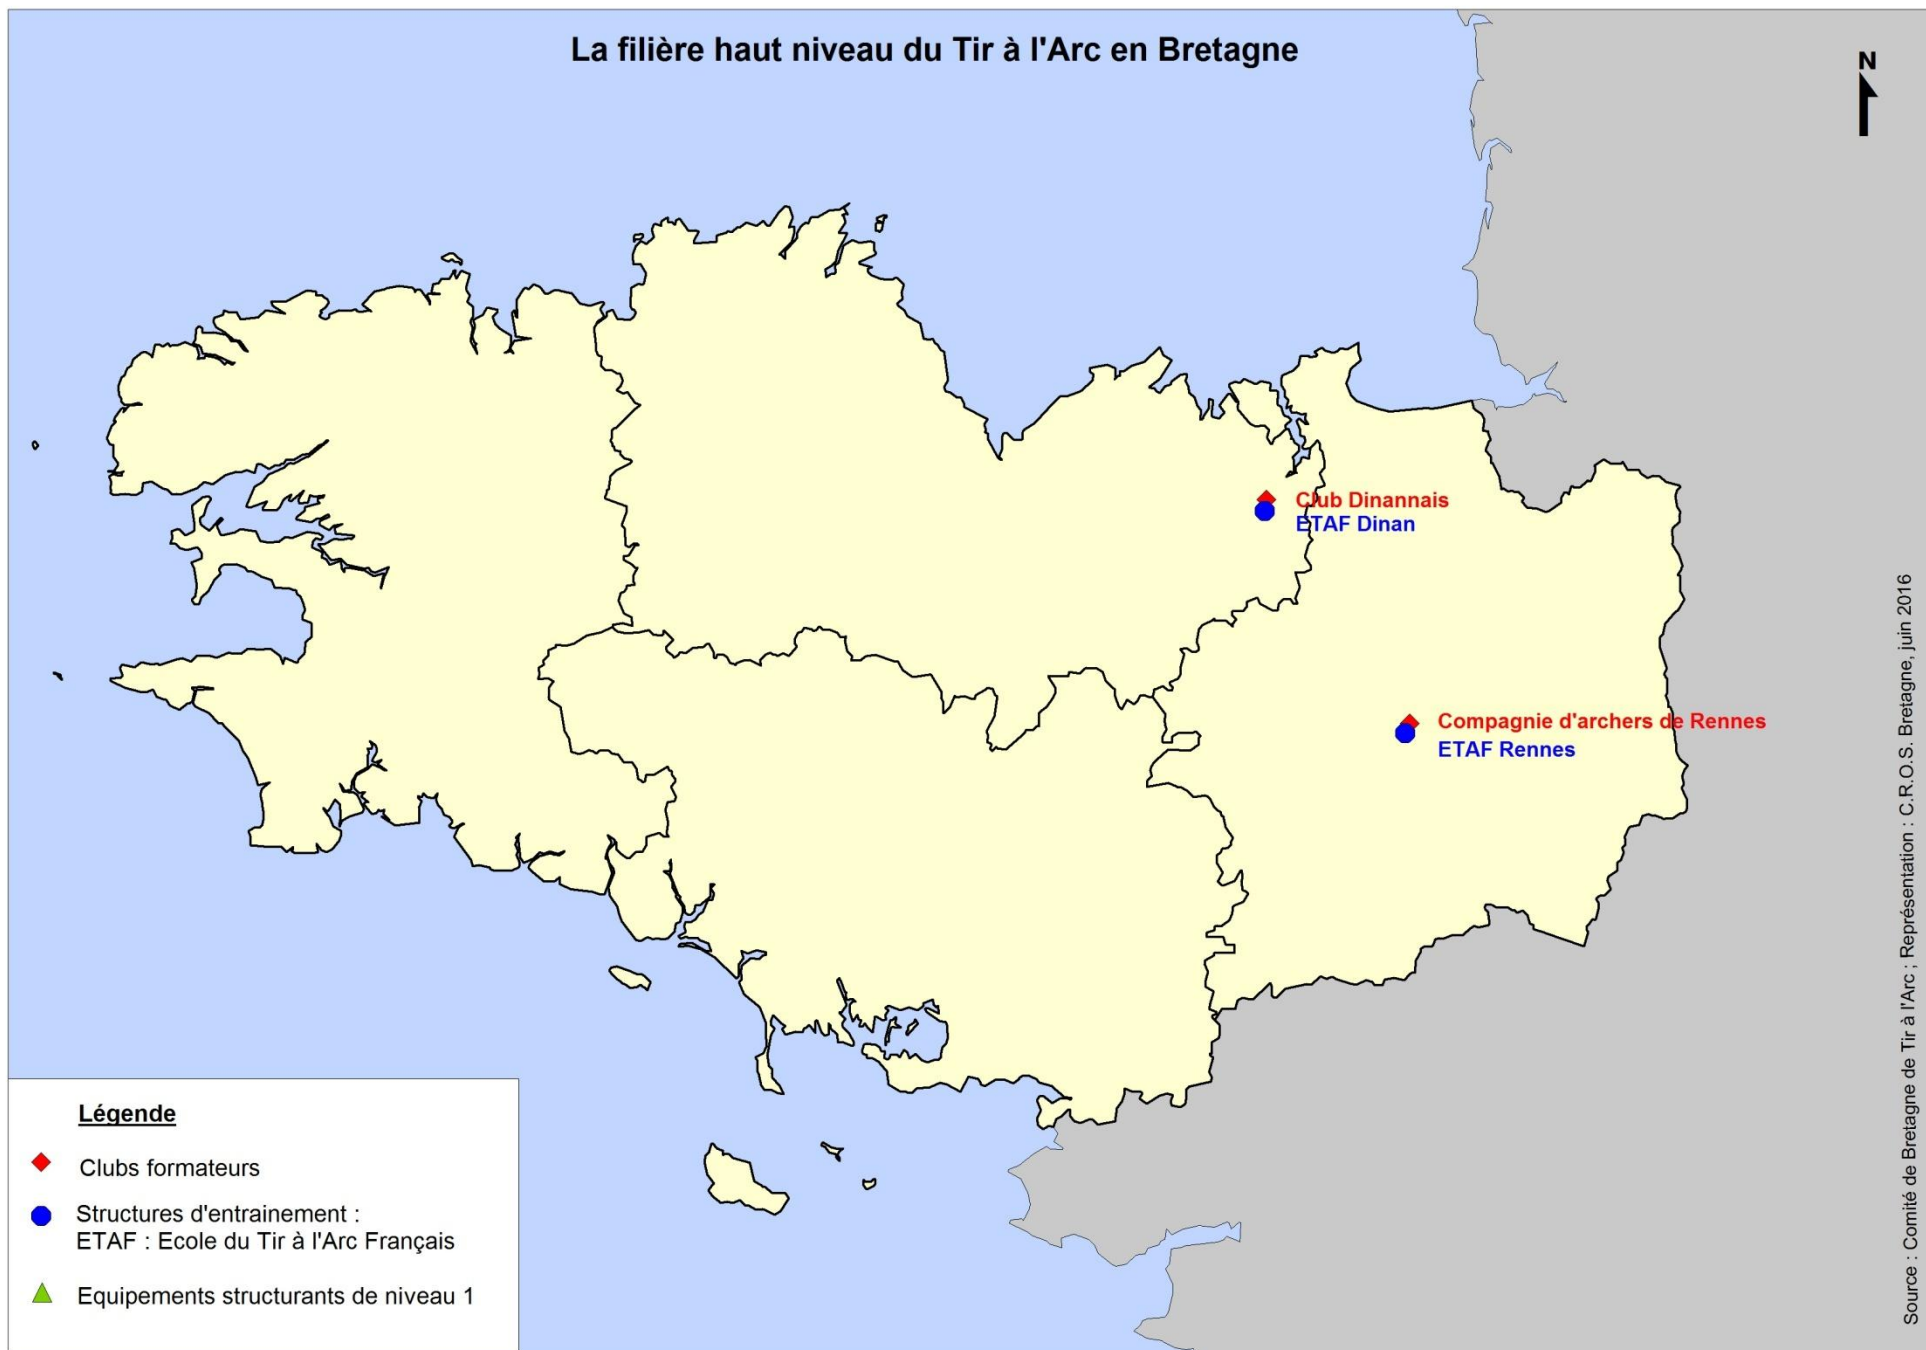 La filière haut niveau du Tir à l'Arc en Bretagne
N
Club Dinannais
ETAF Dinan
Compagnie d'archers de Rennes
ETAF Rennes
Légende
Clubs formateurs
Structures d'entrainement :
ETAF : Ecole du Tir à l'Arc Français
Equipements structurants de niveau 1
Source : Comité de Bretagne de Tir à l'Arc ; Représentation : C.R.O.S. Bretagne, juin 2016